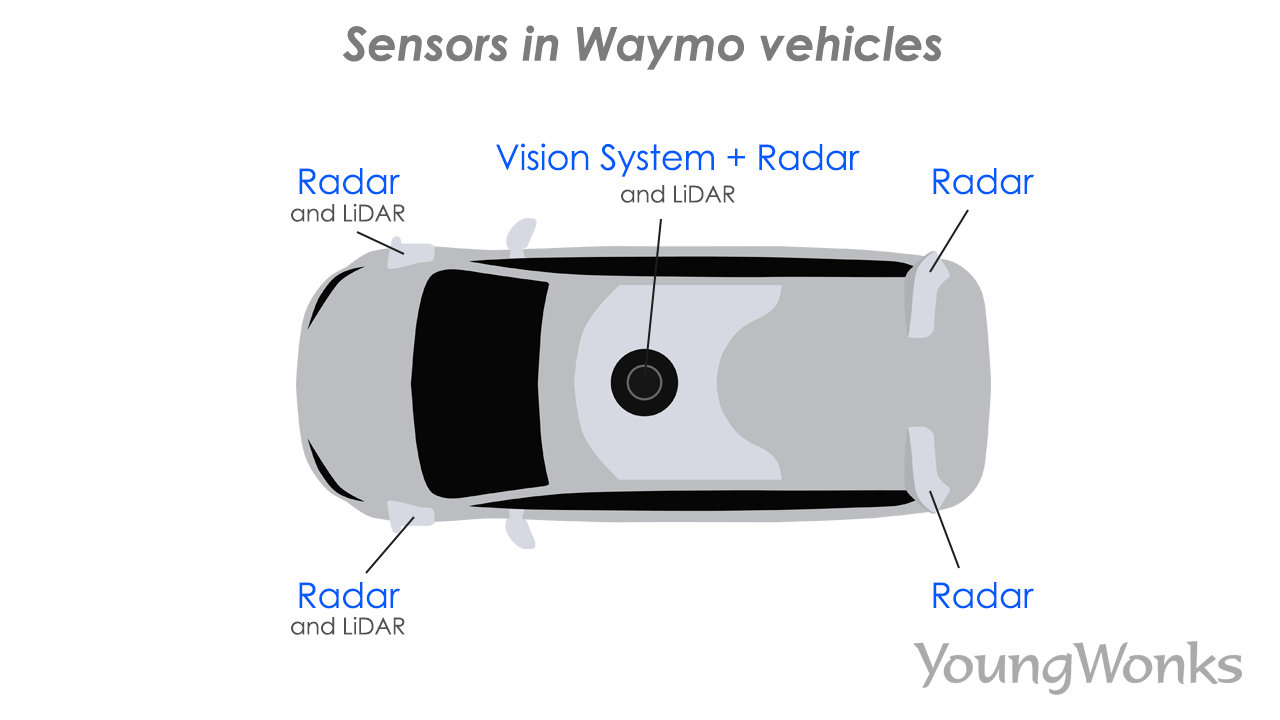 Sensors in Waymo vehicles
Vision System + Radar
and LiDAR
Radar
and LiDAR
Radar
Radar
and LiDAR
Radar
YoungWonks